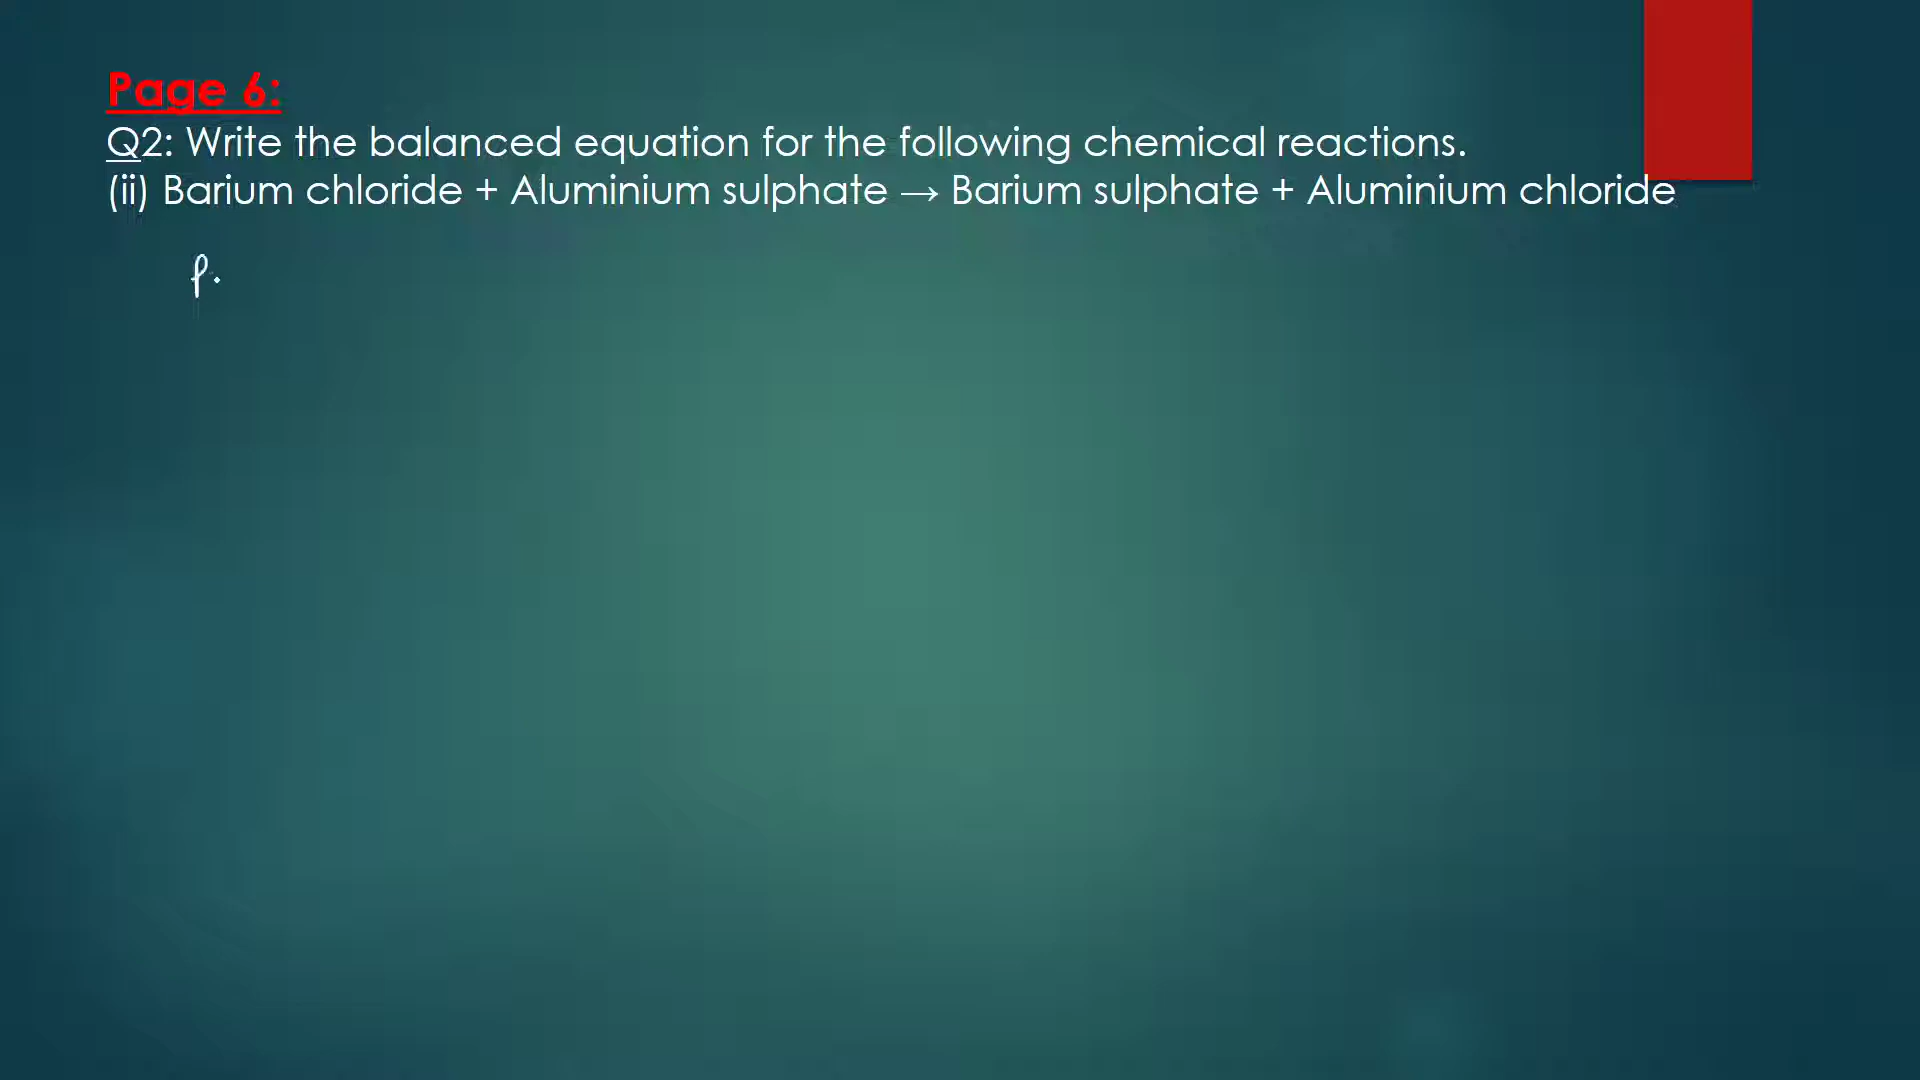 Page 6:
Q2: Write the balanced equation for the following chemical reactions.
(ii) Barium chloride + Aluminium sulphate → Barium sulphate + Aluminium chloride